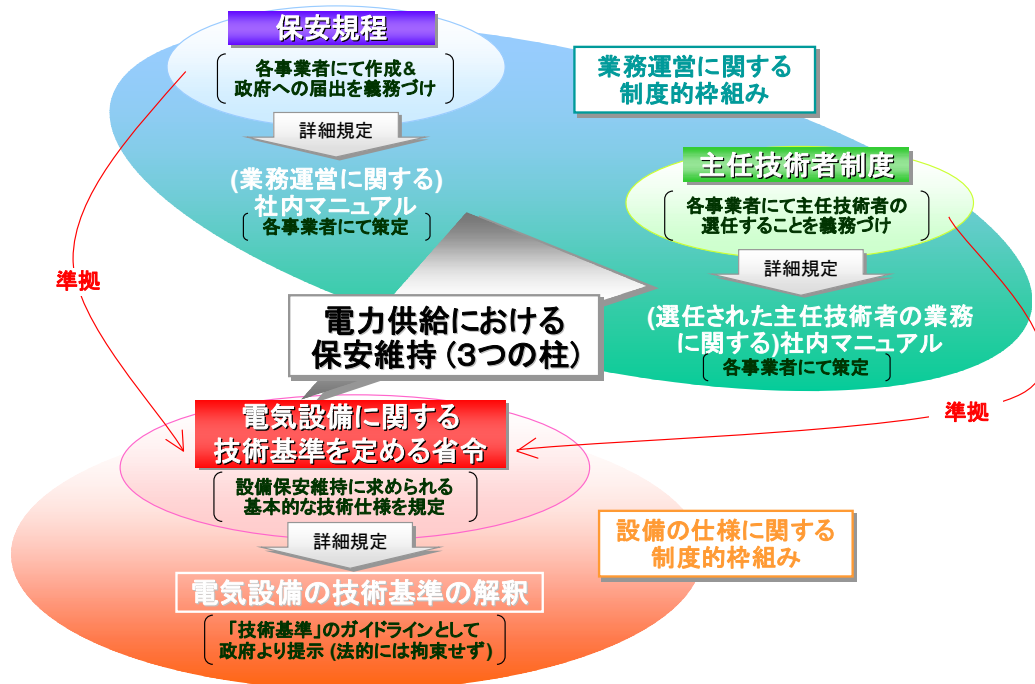 保安規程
各事業者にて作成＆
政府への届出を義務づけ
詳細規定
(業務運営に関する)
社内マニュアル
各事業者にて策定
業務運営に関する
制度的枠組み
主任技術者制度
各事業者にて主任技術者の
選任することを義務づけ
詳細規定
(選任された主任技術者の業務
に関する)社内マニュアル
各事業者にて策定
準拠
電力供給における
保安維持（３つの柱）
準拠
電気設備に関する
技術基準を定める省令
設備保安維持に求められる
基本的な技術仕様を規定
詳細規定
電気設備の技術基準の解釈
「技術基準」のガイドラインとして
政府より提示 (法的には拘束せず)
設備の仕様に関する
制度的枠組み